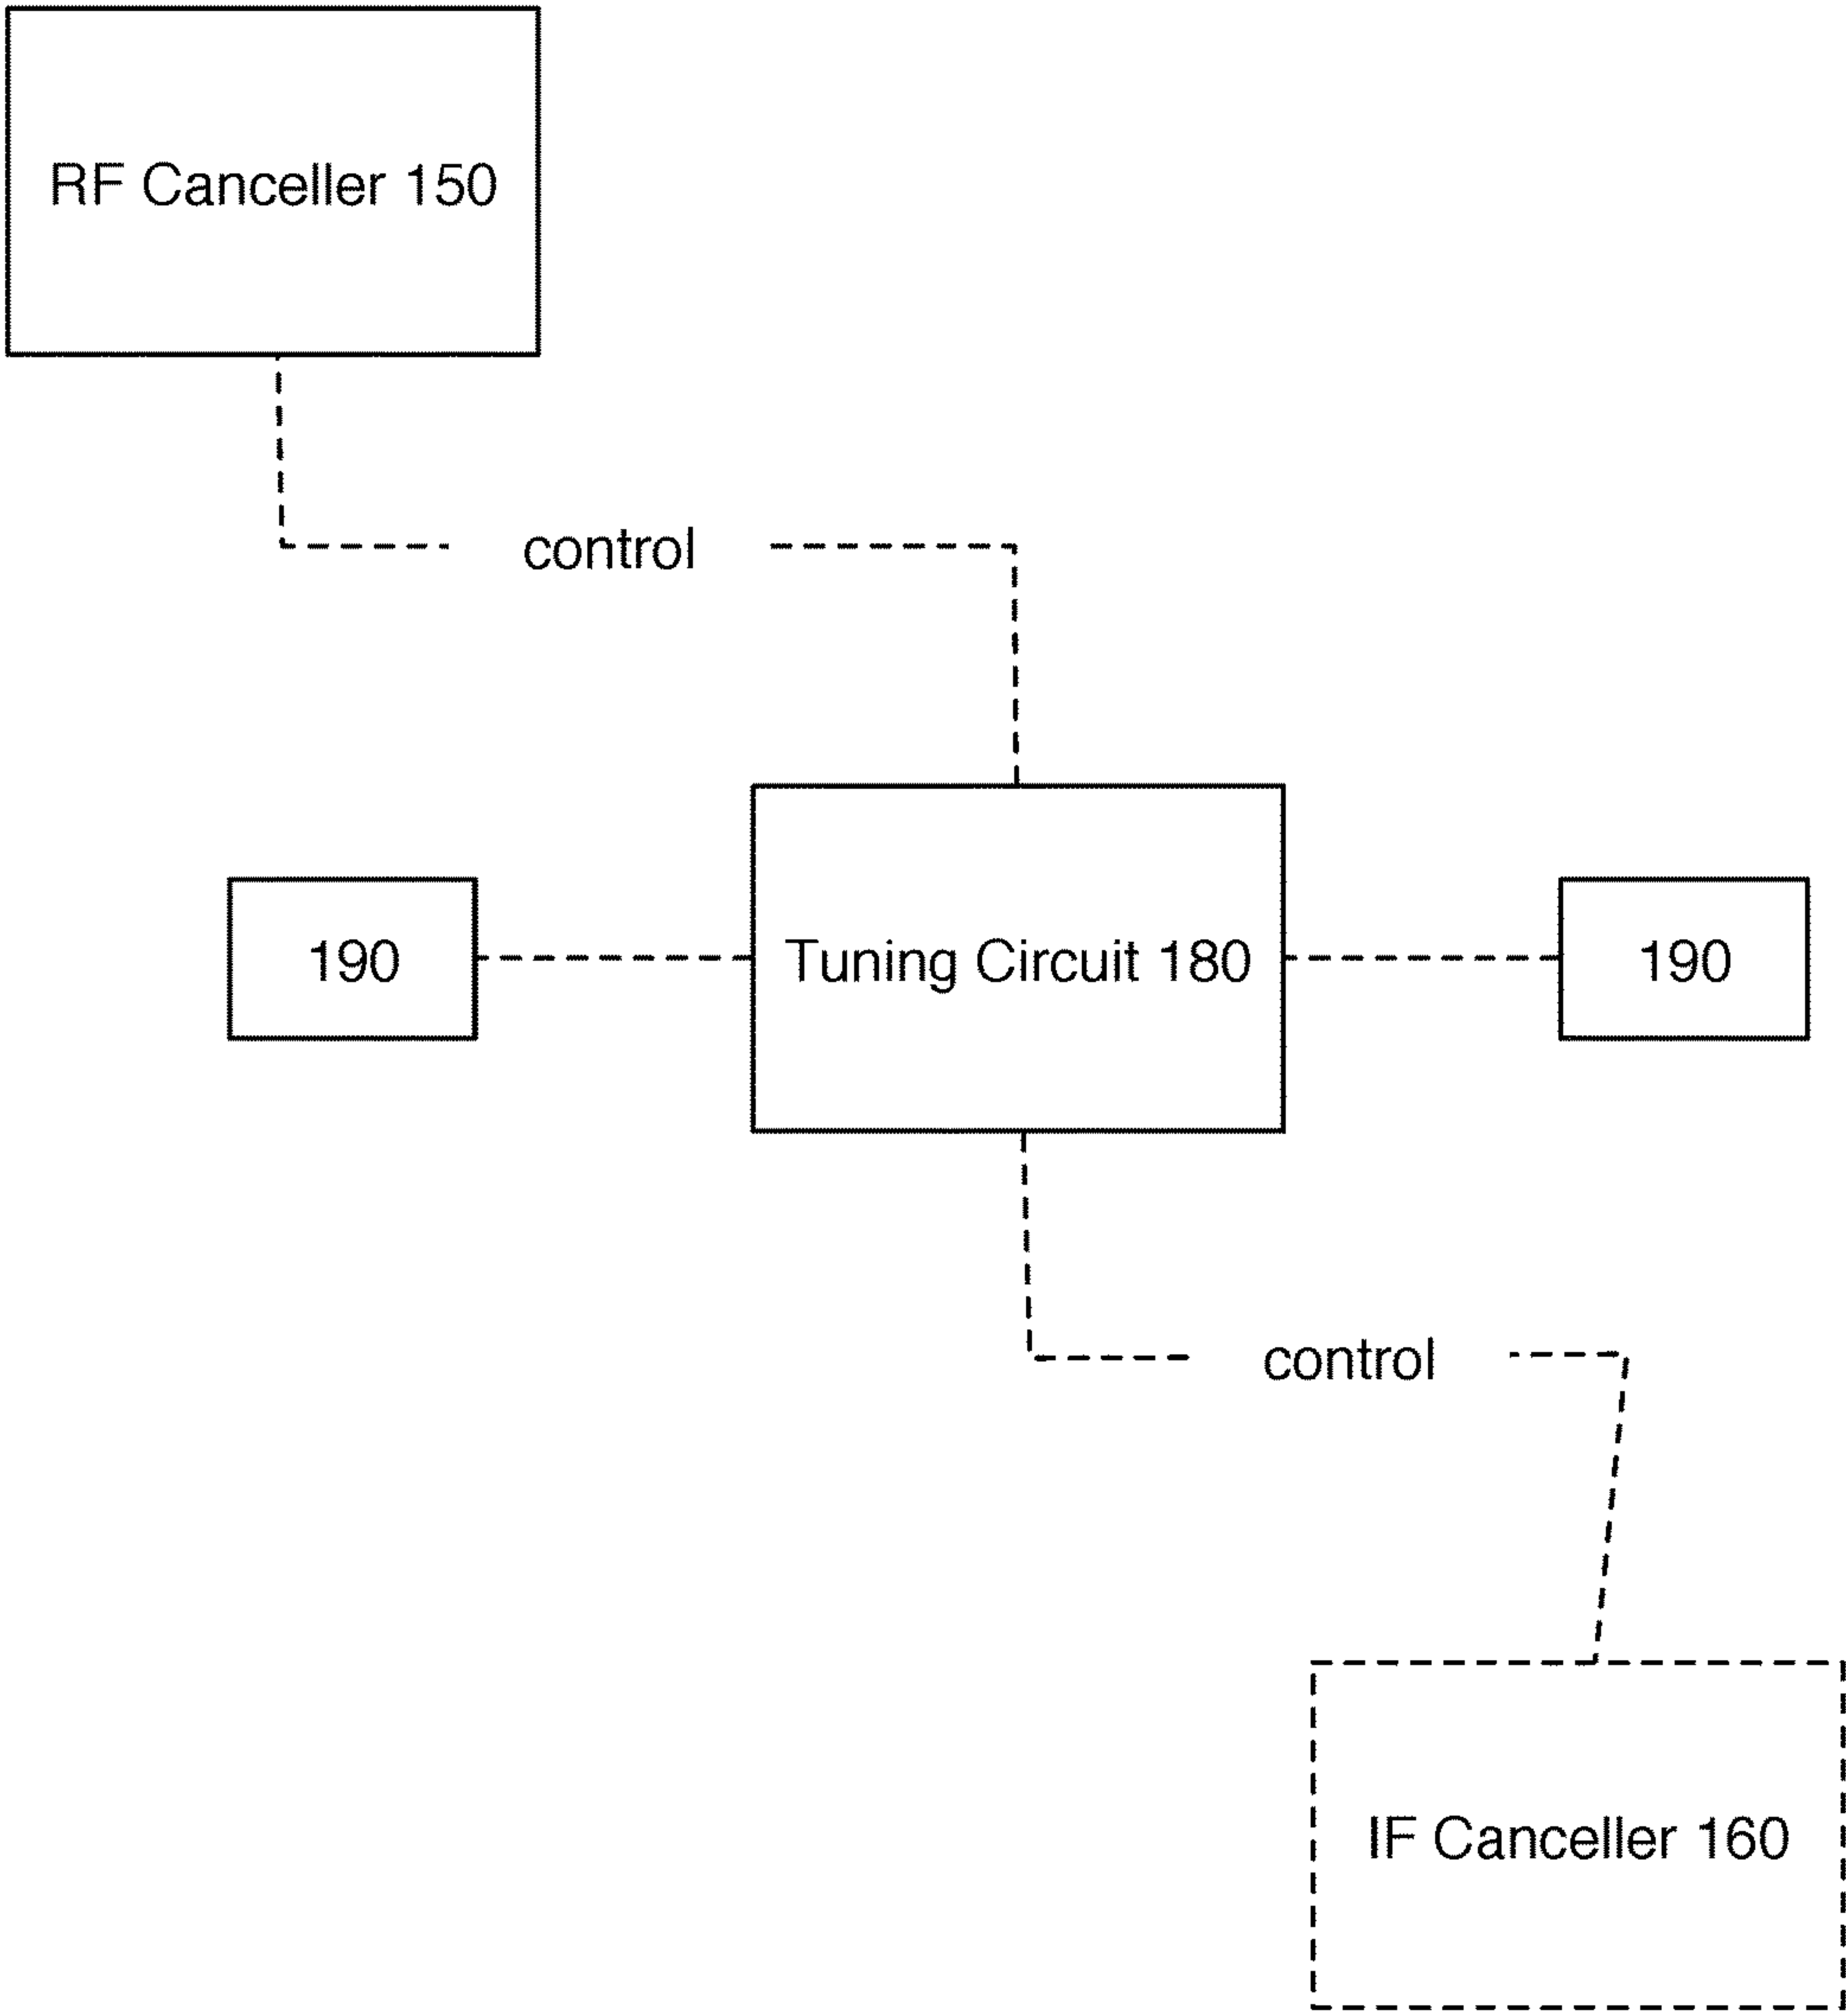 RF Canceller 150
control
190
Tuning Circuit 180
190
control
IF Canceller 160